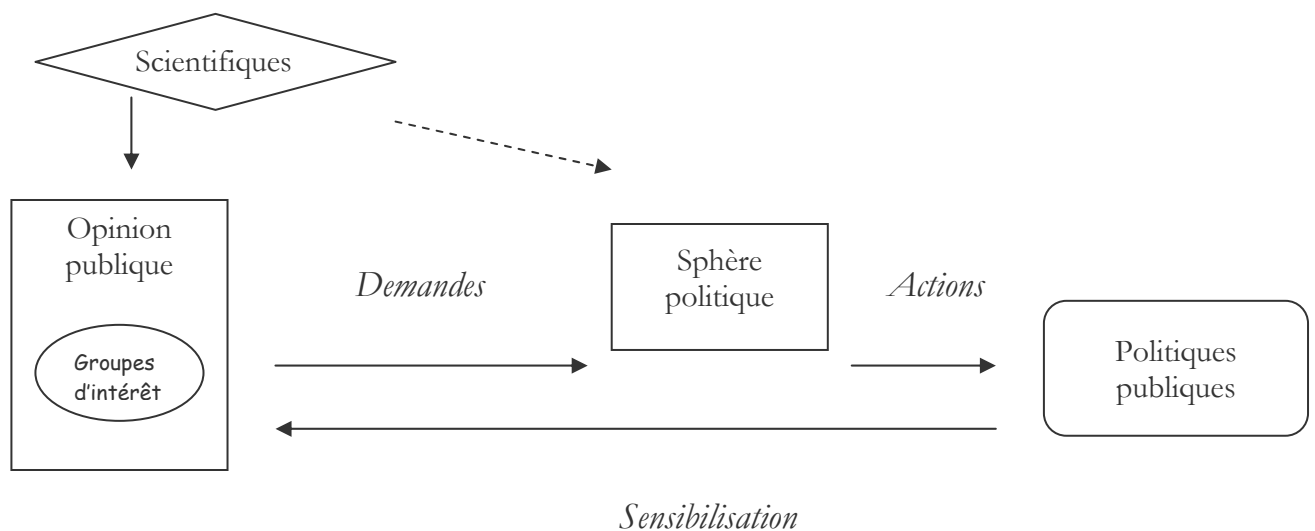 Scientifiques
Opinion
publique
Groupes
d'intérêt
Demandes
Sphère
politique
Actions
Politiques
publiques
Sensibilisation